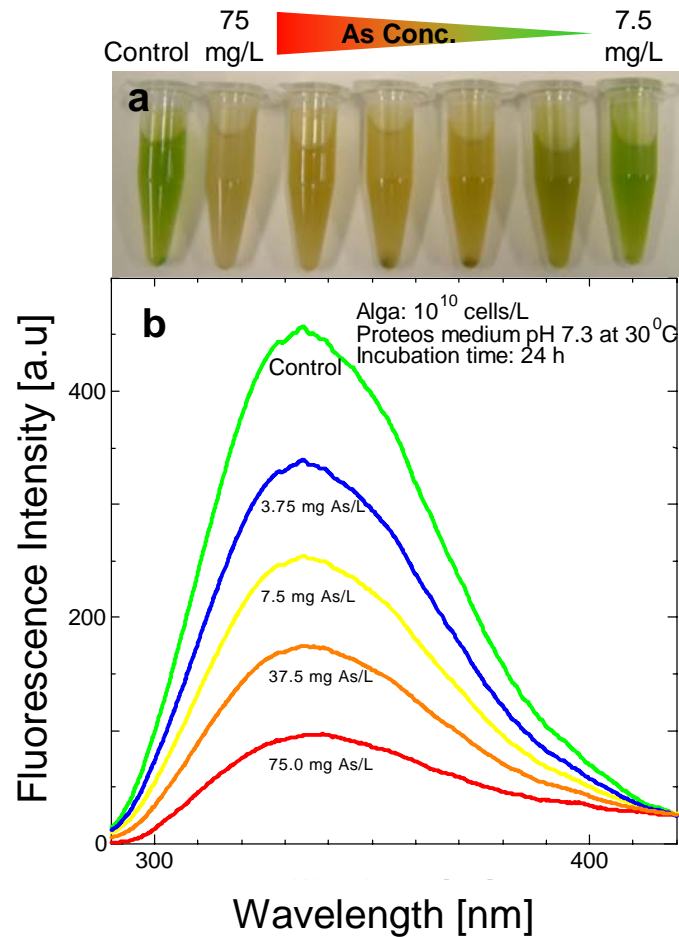 Control
75
mg/L
As Conc.
7.5
mg/L
a
b
Alga: 10^10 cells/L
Proteos medium pH 7.3 at 30^0C
Incubation time: 24 h
Control
3.75 mg As/L
7.5 mg As/L
37.5 mg As/L
75.0 mg As/L
Fluorescence Intensity [a.u]
400
200
0
300
400
Wavelength [nm]